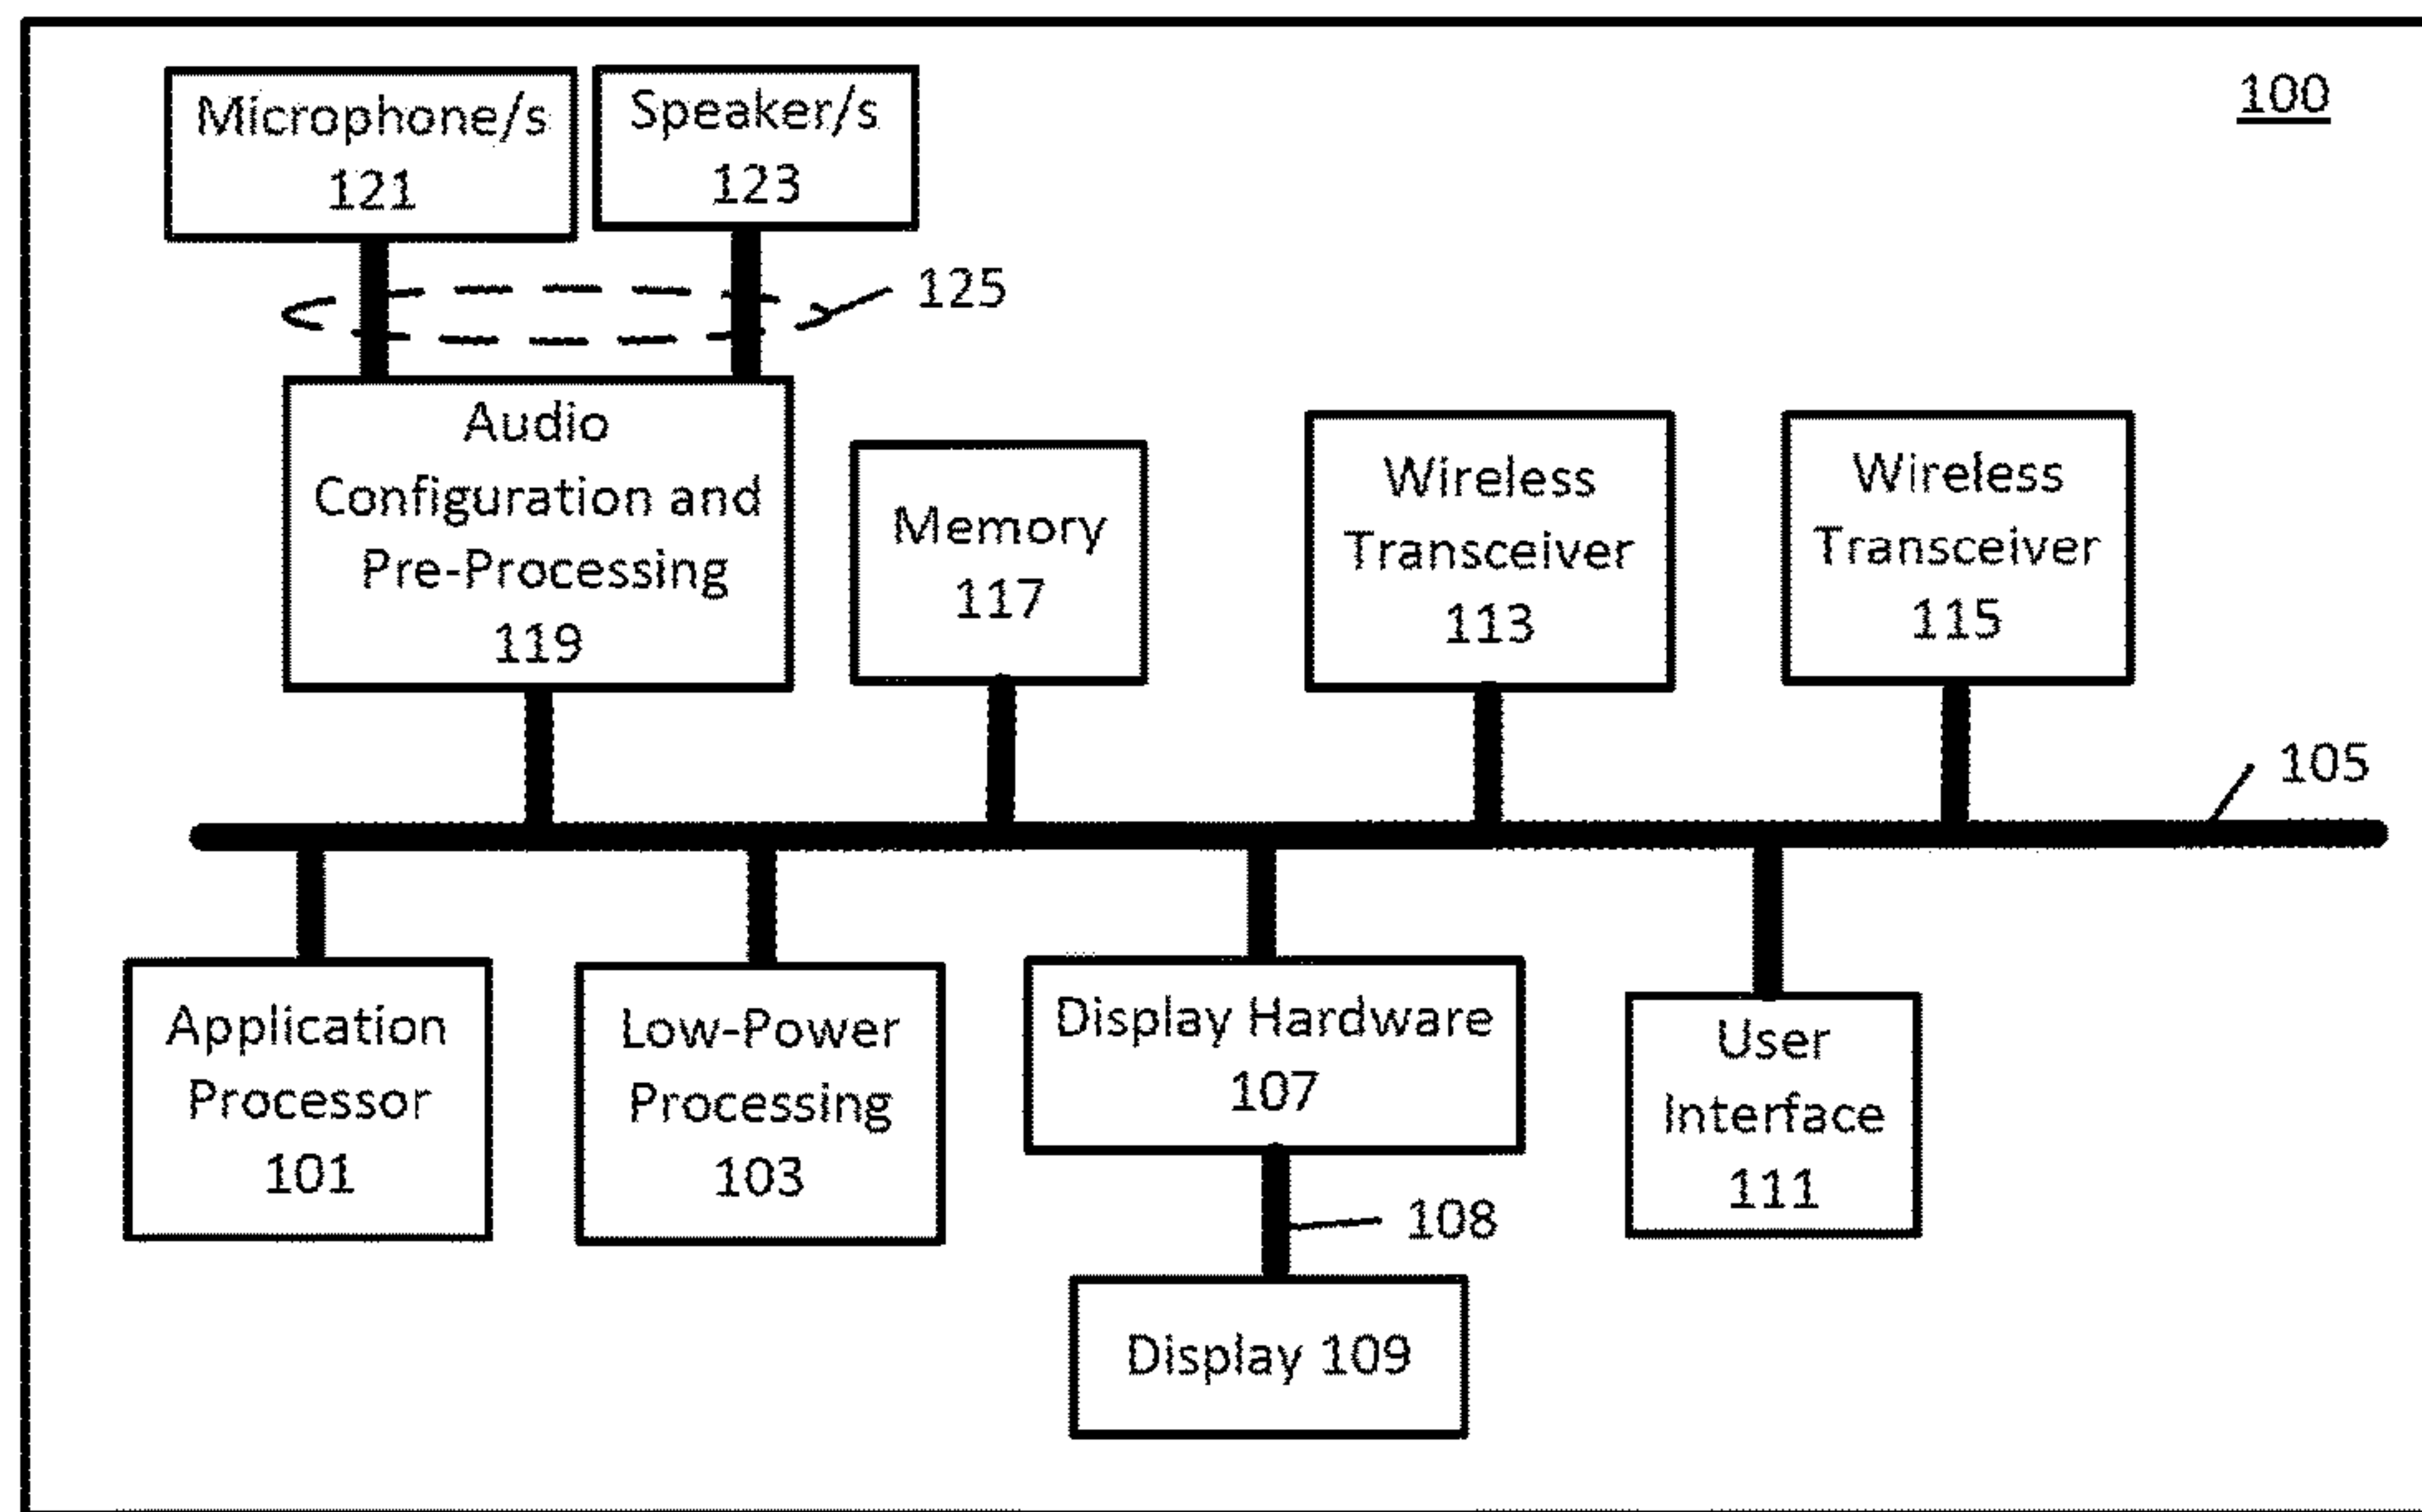 100
Microphone/s
121
Speaker/s
123
125
Audio
Configuration and
Pre-Processing
119
Memory
117
Wireless
Transceiver
113
Wireless
Transceiver
115
105
Application
Processor
101
Low-Power
Processing
103
Display Hardware
107
User
Interface
111
108
Display 109